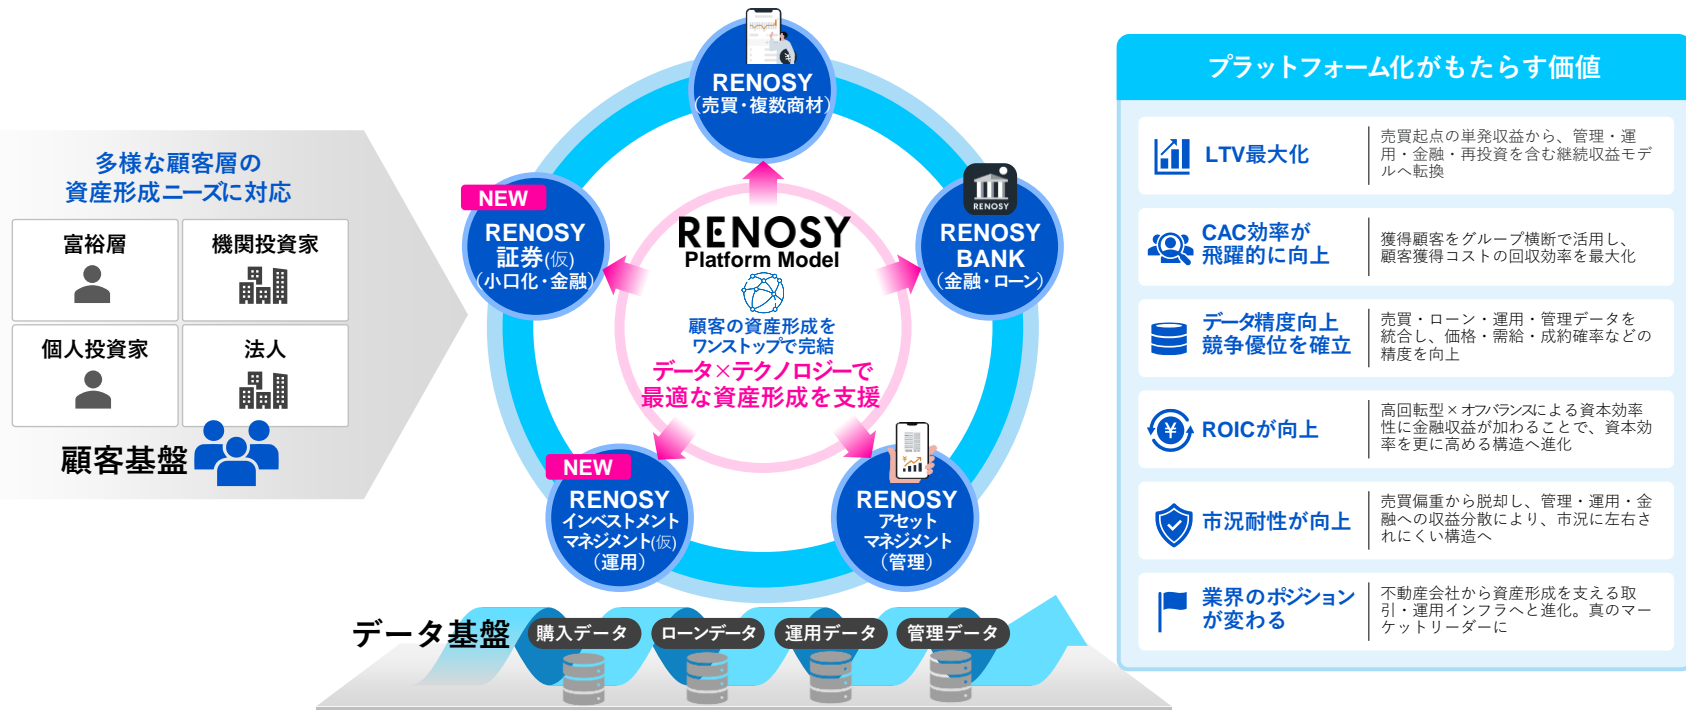 多様な顧客層の
資産形成ニーズに対応
富裕層
機関投資家
個人投資家
法人
顧客基盤
RENOSY
(売買・複数商材)
NEW
RENOSY
証券(仮)
(小口化・金融)
RENOSY
RENOSY
BANK
(金融・ローン)
RENOSY
Platform Model
顧客の資産形成を
ワンストップで完結
データ×テクノロジーで
最適な資産形成を支援
NEW
RENOSY
インベストメント
マネジメント(仮)
(運用)
RENOSY
アセット
マネジメント
(管理)
データ基盤
購入データ
ローンデータ
運用データ
管理データ
プラットフォーム化がもたらす価値
LTV最大化
売買起点の単発収益から、管理・運
用・金融・再投資を含む継続収益モデ
ルへ転換
CAC効率が
飛躍的に向上
獲得顧客をグループ横断で活用し、
顧客獲得コストの回収効率を最大化
データ精度向上
競争優位を確立
売買・ローン・運用・管理データを
統合し、価格・需給・成約確率などの
精度を向上
¥
ROICが向上
高回転型×オフバランスによる資本効率
性に金融収益が加わることで、資本効
率を更に高める構造へ進化
市況耐性が向上
売買偏重から脱却し、管理・運用・金
融への収益分散により、市況に左右さ
れにくい構造へ
業界のポジション
が変わる
不動産会社から資産形成を支える取
引・運用インフラへと進化。真のマー
ケットリーダーに